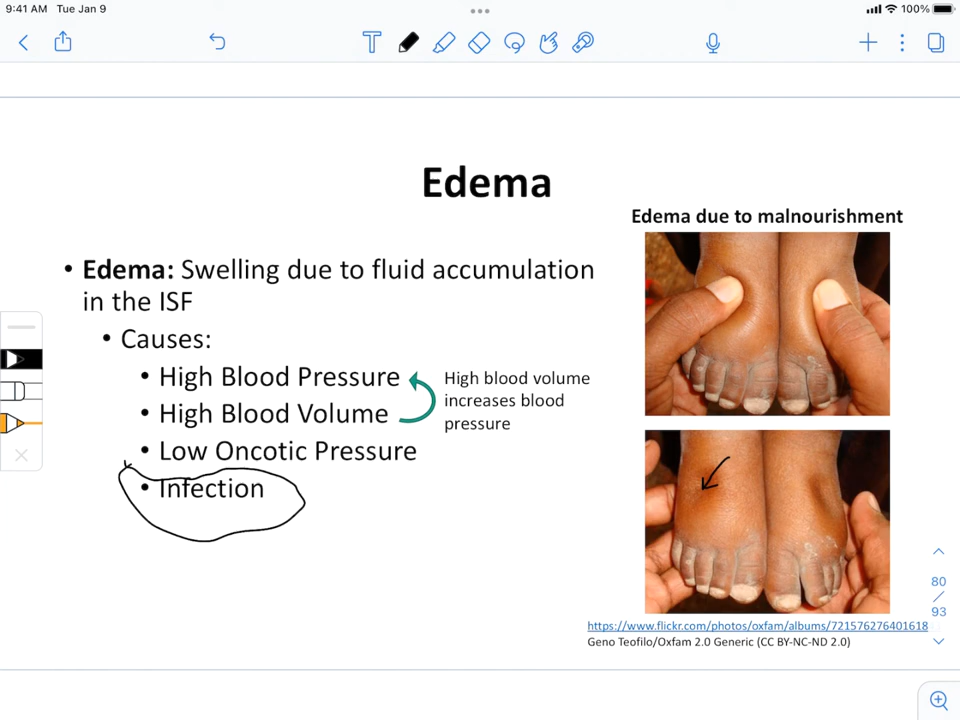 9:41 AM Tue Jan 9
100%
Edema
Edema due to malnourishment
• Edema: Swelling due to fluid accumulation
in the ISF
• Causes:
• High Blood Pressure
• High Blood Volume
• Low Oncotic Pressure
• Infection
High blood volume
increases blood
pressure
80
/
93
https://www.flickr.com/photos/oxfam/albums/721576276401618
Geno Teofilo/Oxfam 2.0 Generic (CC BY-NC-ND 2.0)